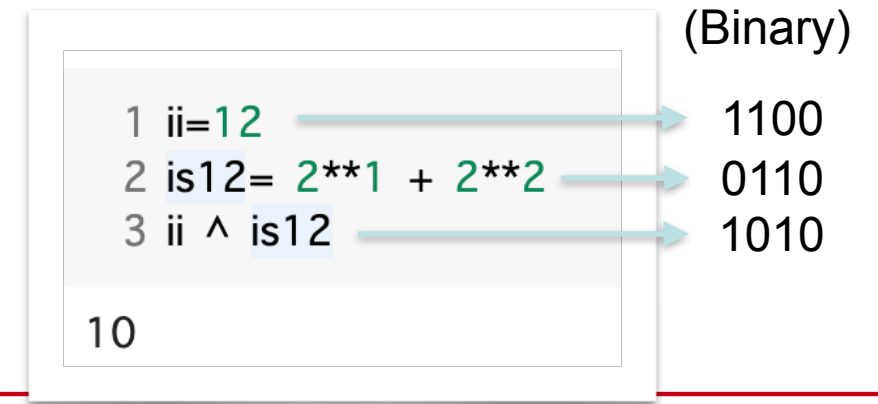 (Binary)
1 ii=12 1100
2 is12= 2**1 + 2**2 0110
3 ii ^ is12 1010
10